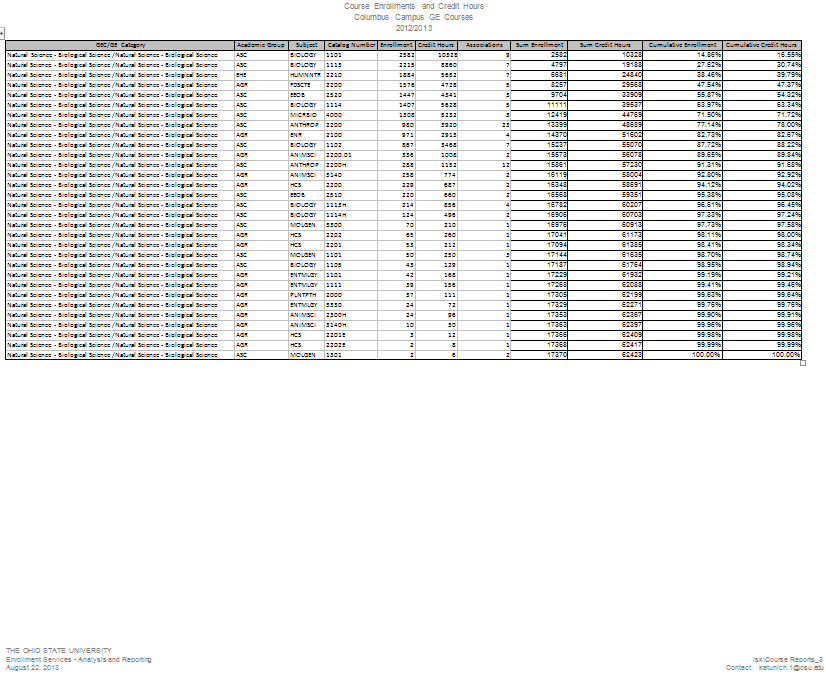 Course Enrollments and Credit Hours
Columbus Campus GE Courses
2012/2013
GEC/GE Category Academic Group Subject Catalog Number Enrollment Credit Hours Associations Sum Enrollment Sum Credit Hours Cumulative Enrollment Cumulative Credit Hours
Natural Science - Biological Science /Natural Science - Biological Science ASC BIOLOGY 1101 2582 10328 9 2582 10328 14.86% 16.55%
Natural Science - Biological Science /Natural Science - Biological Science ASC BIOLOGY 1113 2215 8860 7 4797 19188 27.62% 30.74%
Natural Science - Biological Science /Natural Science - Biological Science EHE HUMNNTR 2210 1884 5652 7 6681 24840 38.46% 39.79%
Natural Science - Biological Science /Natural Science - Biological Science AGR FDSCTE 2200 1576 4728 5 8257 29568 47.54% 47.37%
Natural Science - Biological Science /Natural Science - Biological Science ASC EEOB 2520 1447 4341 3 9704 33909 55.87% 54.32%
Natural Science - Biological Science /Natural Science - Biological Science ASC BIOLOGY 1114 1407 5628 5 11111 39537 63.97% 63.34%
Natural Science - Biological Science /Natural Science - Biological Science ASC MICRBIO 4000 1308 5232 3 12419 44769 71.50% 71.72%
Natural Science - Biological Science /Natural Science - Biological Science ASC ANTHROP 2200 980 3920 23 13399 48689 77.14% 78.00%
Natural Science - Biological Science /Natural Science - Biological Science AGR ENR 2100 971 2913 4 14370 51602 82.73% 82.67%
Natural Science - Biological Science /Natural Science - Biological Science ASC BIOLOGY 1102 867 3468 7 15237 55070 87.72% 88.22%
Natural Science - Biological Science /Natural Science - Biological Science AGR ANIMSCI 2200.01 336 1008 2 15573 56078 89.65% 89.84%
Natural Science - Biological Science /Natural Science - Biological Science ASC ANTHROP 2200H 288 1152 12 15861 57230 91.31% 91.68%
Natural Science - Biological Science /Natural Science - Biological Science AGR ANIMSCI 3140 258 774 2 16119 58004 92.80% 92.92%
Natural Science - Biological Science /Natural Science - Biological Science AGR HCS 2200 229 687 2 16348 58691 94.12% 94.02%
Natural Science - Biological Science /Natural Science - Biological Science ASC EEOB 2510 220 660 2 16568 59351 95.38% 95.08%
Natural Science - Biological Science /Natural Science - Biological Science ASC BIOLOGY 1113H 214 856 4 16782 60207 96.61% 96.45%
Natural Science - Biological Science /Natural Science - Biological Science ASC BIOLOGY 1114H 124 496 2 16906 60703 97.33% 97.24%
Natural Science - Biological Science /Natural Science - Biological Science ASC MOLGEN 3300 70 210 1 16976 60913 97.73% 97.58%
Natural Science - Biological Science /Natural Science - Biological Science AGR HCS 2202 65 260 1 17041 61173 98.11% 98.00%
Natural Science - Biological Science /Natural Science - Biological Science AGR HCS 2201 53 212 1 17094 61385 98.41% 98.34%
Natural Science - Biological Science /Natural Science - Biological Science ASC MOLGEN 1101 50 250 3 17144 61635 98.70% 98.74%
Natural Science - Biological Science /Natural Science - Biological Science ASC BIOLOGY 1105 43 129 1 17187 61764 98.95% 98.94%
Natural Science - Biological Science /Natural Science - Biological Science AGR ENTMLGY 1101 42 168 1 17229 61932 99.19% 99.21%
Natural Science - Biological Science /Natural Science - Biological Science AGR ENTMLGY 1111 39 156 1 17268 62088 99.41% 99.46%
Natural Science - Biological Science /Natural Science - Biological Science AGR PLNTPTH 2000 37 111 1 17305 62199 99.63% 99.64%
Natural Science - Biological Science /Natural Science - Biological Science AGR ENTMLGY 3330 24 72 1 17329 62271 99.76% 99.76%
Natural Science - Biological Science /Natural Science - Biological Science AGR ANIMSCI 2300H 24 96 1 17353 62367 99.90% 99.91%
Natural Science - Biological Science /Natural Science - Biological Science AGR ANIMSCI 3140H 10 30 1 17363 62397 99.96% 99.96%
Natural Science - Biological Science /Natural Science - Biological Science AGR HCS 2201E 3 12 1 17366 62409 99.98% 99.98%
Natural Science - Biological Science /Natural Science - Biological Science AGR HCS 2202E 2 8 1 17368 62417 99.99% 99.99%
Natural Science - Biological Science /Natural Science - Biological Science ASC MOLGEN 1301 2 6 2 17370 62423 100.00% 100.00%
THE OHIO STATE UNIVERSITY
Enrollment Services - Analysis and Reporting
August 22, 2013
lsk\Course Reports_3
Contact: katunich.1@osu.edu